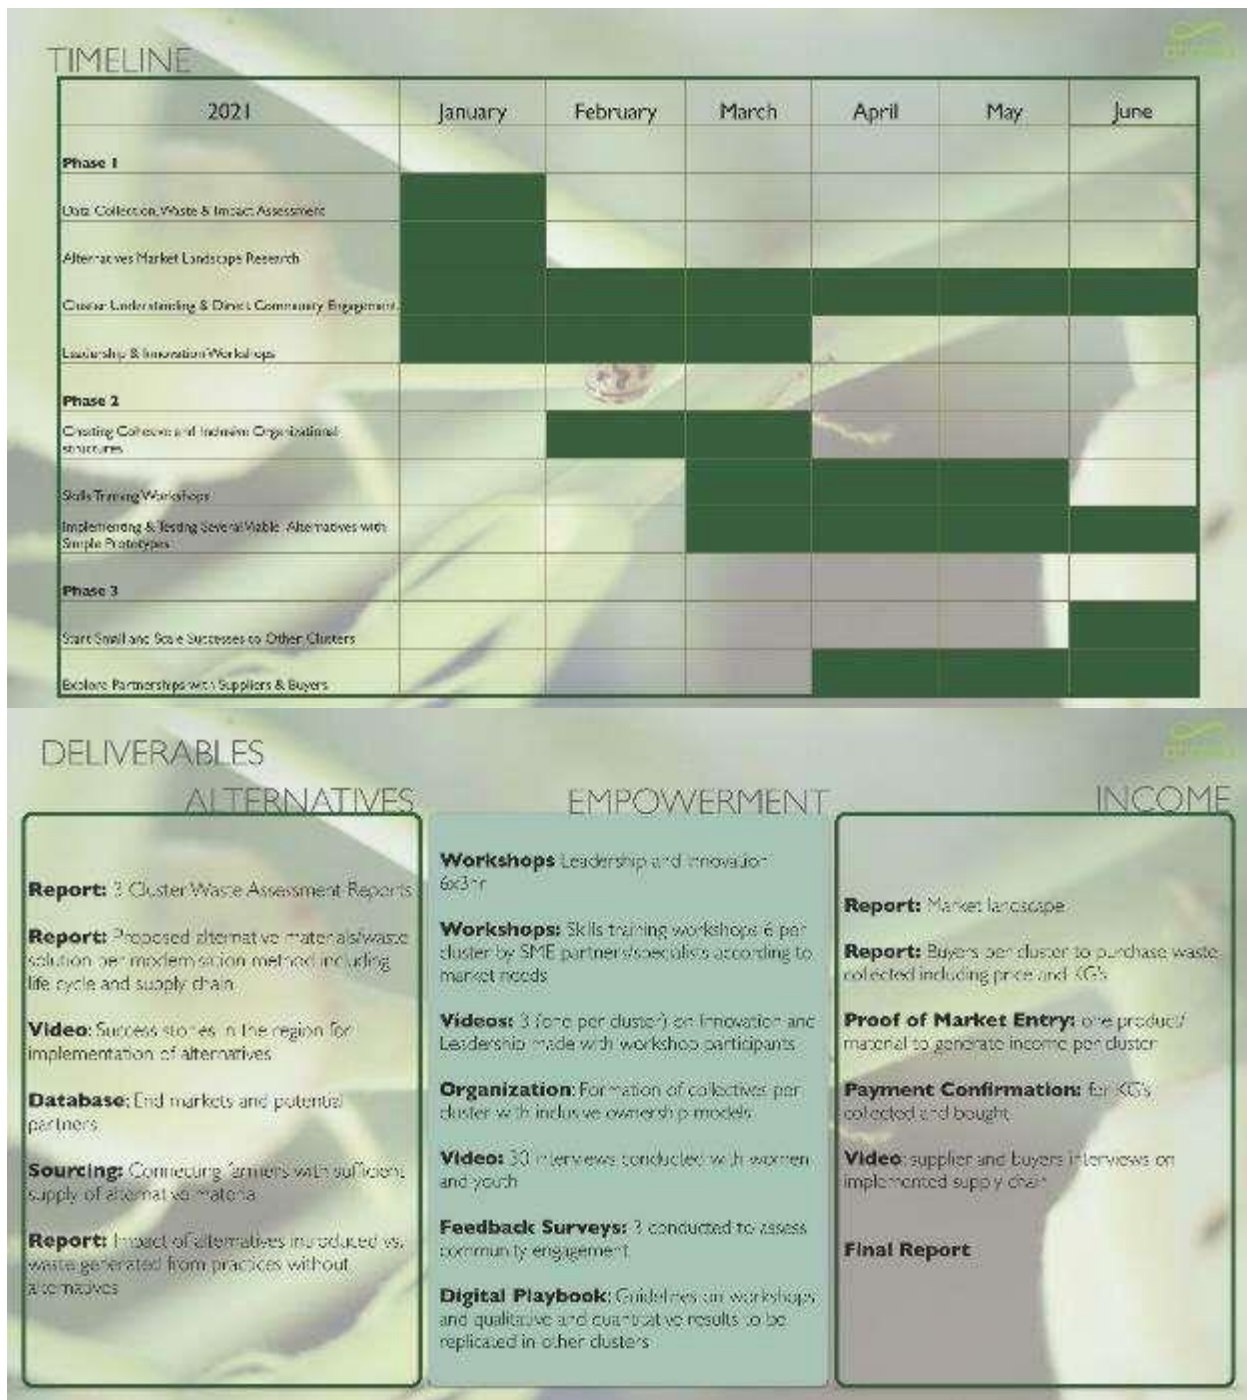 TIMELINE
2021 January February March April May June
Phase 1
Data Collection, Waste & Impact Assessment
Alternatives Market Landscape Research
Cluster Understanding & Direct Community Engagement
Leadership & Innovation Workshops
Phase 2
Creating Cohesive and Inclusive Organizational
structures
Skills Training Workshops
Implementing & Testing Several Viable Alternatives with
Simple Prototypes
Phase 3
Start Small and Scale Successes to Other Clusters
Explore Partnerships with Suppliers & Buyers
DELIVERABLES
ALTERNATIVES
Report: 3 Cluster Waste Assessment Reports
Report: Proposed alternative materials/waste
solution per modernisation method including
life cycle and supply chain
Video: Success stories in the region for
implementation of alternatives
Database: End markets and potential
partners
Sourcing: Connecting farmers with sufficient
supply of alternative material
Report: Impact of alternatives introduced vs.
waste generated from practices without
alternatives
EMPOWERMENT
Workshops Leadership and Innovation
6x3hr
Workshops: Skills training workshops 6 per
cluster by SME partners/specialists according to
market needs
Videos: 3 (one per cluster) on Innovation and
Leadership made with workshop participants
Organization: Formation of collectives per
cluster with inclusive ownership models
Video: 30 interviews conducted with women
and youth
Feedback Surveys: 3 conducted to assess
community engagement
Digital Playbook: Guidelines on workshops
and qualitative and quantitative results to be
replicated in other clusters
INCOME
Report: Market landscape
Report: Buyers per cluster to purchase waste
collected including price and KG's
Proof of Market Entry: one product/
material to generate income per cluster
Payment Confirmation: for KG's
collected and bought
Video: supplier and buyers interviews on
implemented supply chain
Final Report